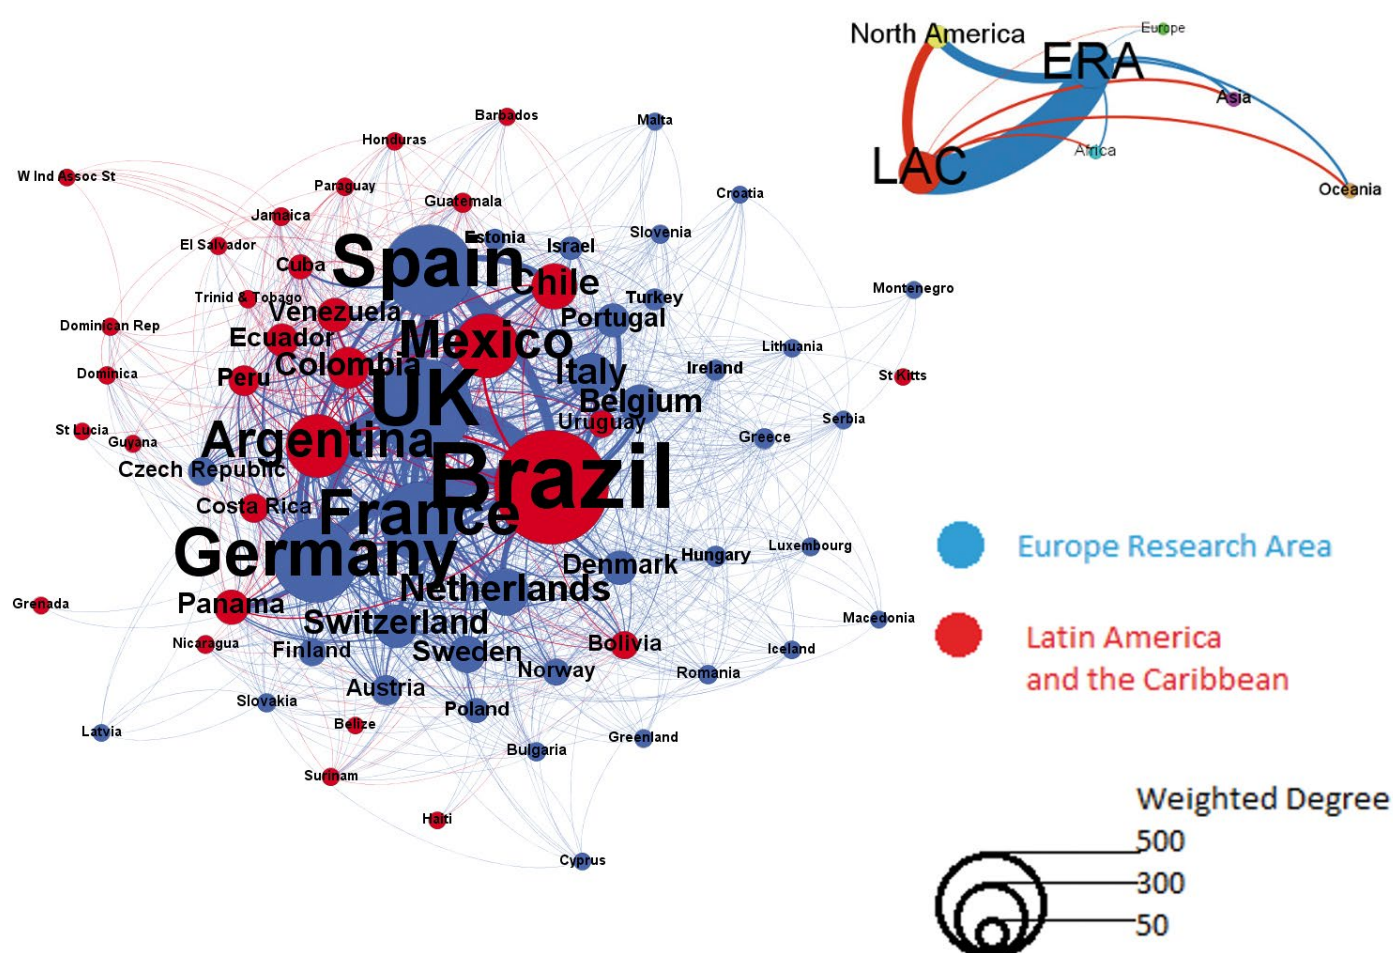 North America
Europe
ERA
Asia
LAC
Africa
Oceania
Barbados
Malta
Honduras
W Ind Assoc St
Paraguay
Croatia
Guatemala
Jamaica
Slovenia
Estonia
El Salvador
Israel
Spain
Cuba
Chile
Montenegro
Trinid & Tobago
Turkey
Venezuela
Portugal
Dominican Rep
Ecuador
Mexico
Lithuania
Colombia
Italy
Ireland
Dominica
Peru
St Kitts
UK
Belgium
Uruguay
Serbia
St Lucia
Guyana
Argentina
Greece
Czech Republic
Brazil
Costa Rica
France
Germany
Hungary
Luxembourg
Denmark
Netherlands
Grenada
Panama
Switzerland
Macedonia
Nicaragua
Finland
Sweden
Bolivia
Iceland
Norway
Romania
Austria
Slovakia
Poland
Latvia
Belize
Greenland
Bulgaria
Surinam
Haiti
Cyprus
Europe Research Area
Latin America
and the Caribbean
Weighted Degree
500
300
50